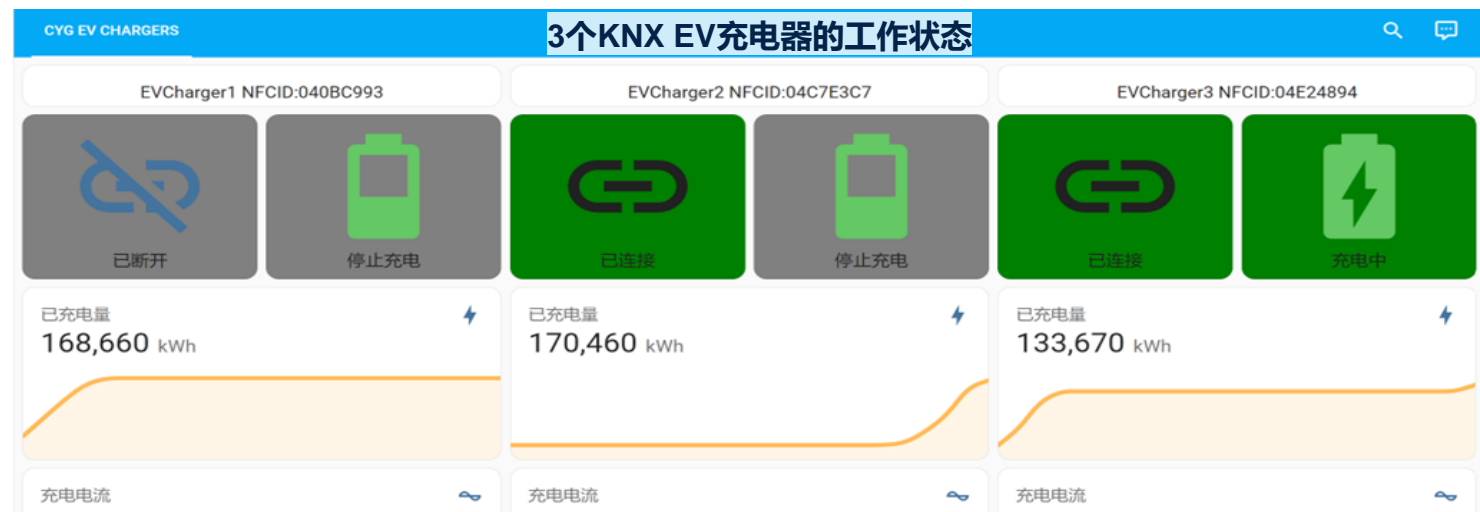 CYG EV CHARGERS
3个KNX EV充电器的工作状态
EVCharger1 NFCID:040BC993
EVCharger2 NFCID:04C7E3C7
EVCharger3 NFCID:04E24894
已断开
停止充电
已连接
停止充电
已连接
充电中
已充电量
168,660 kWh
已充电量
170,460 kWh
已充电量
133,670 kWh
充电电流
充电电流
充电电流